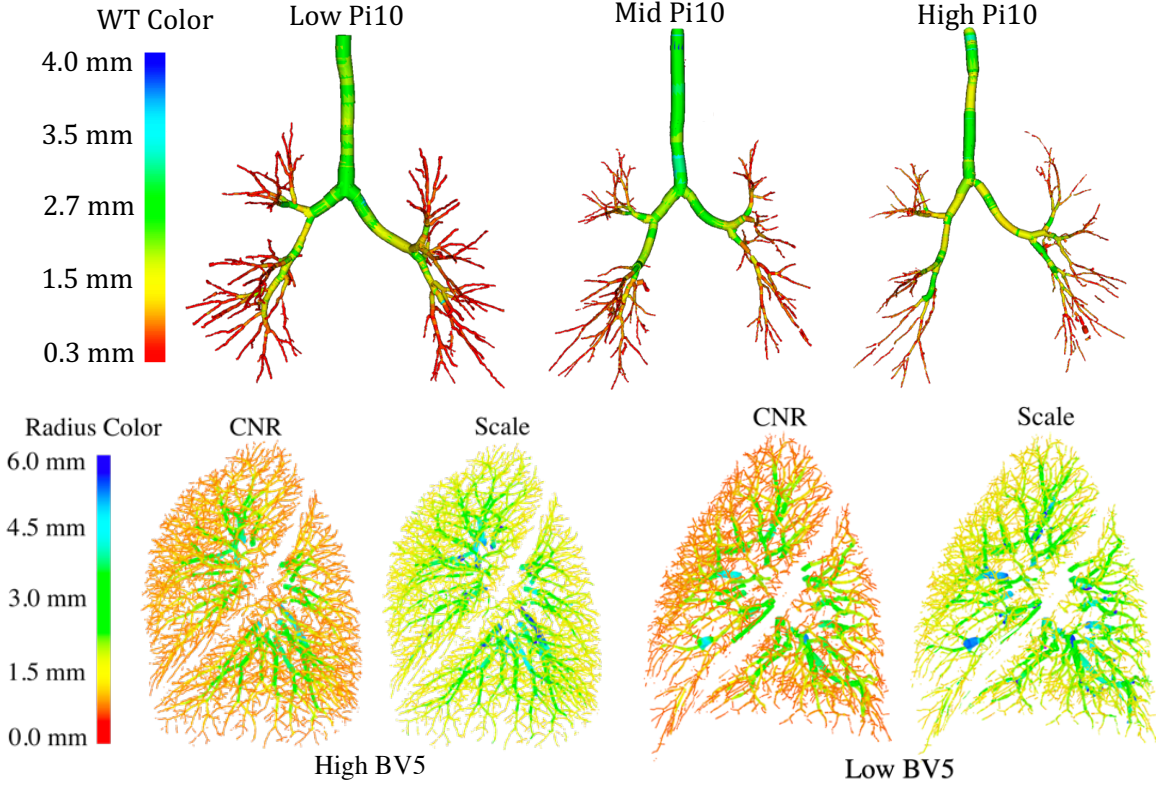 WT Color
Low Pi10
Mid Pi10
High Pi10
4.0 mm
3.5 mm
2.7 mm
1.5 mm
0.3 mm
Radius Color
CNR
Scale
CNR
Scale
6.0 mm
4.5 mm
3.0 mm
1.5 mm
0.0 mm
High BV5
Low BV5